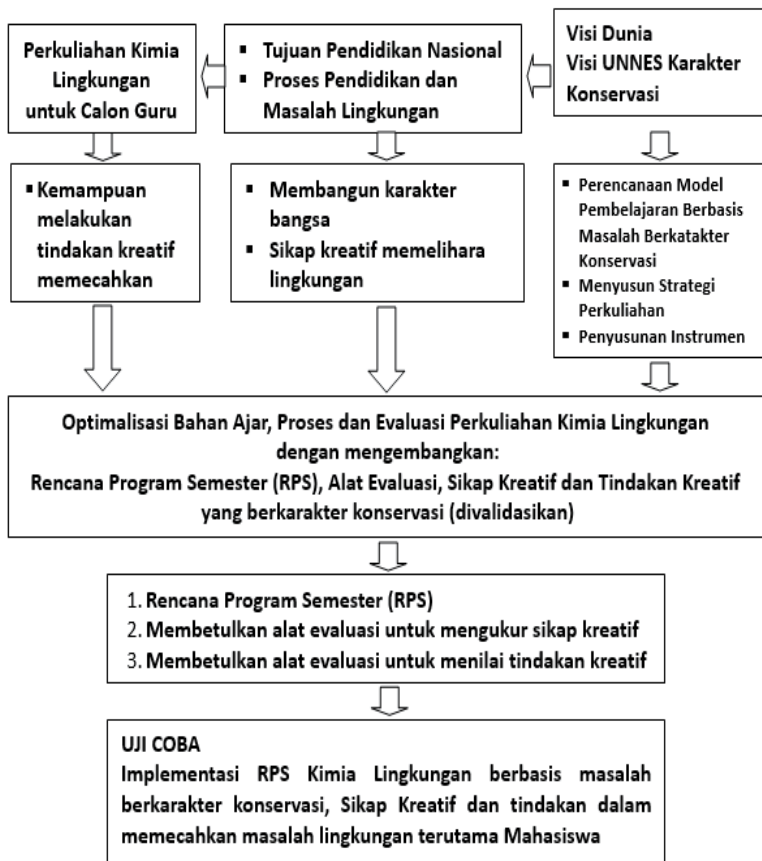 Perkuliahan Kimia
Lingkungan
untuk Calon Guru
▪ Tujuan Pendidikan Nasional
▪ Proses Pendidikan dan
Masalah Lingkungan
Visi Dunia
Visi UNNES Karakter
Konservasi
▪ Kemampuan
melakukan
tindakan kreatif
memecahkan
▪ Membangun karakter
bangsa
▪ Sikap kreatif memelihara
lingkungan
▪ Perencanaan Model
Pembelajaran Berbasis
Masalah Berkatakter
Konservasi
▪ Menyusun Strategi
Perkuliahan
▪ Penyusunan Instrumen
Optimalisasi Bahan Ajar, Proses dan Evaluasi Perkuliahan Kimia Lingkungan
dengan mengembangkan:
Rencana Program Semester (RPS), Alat Evaluasi, Sikap Kreatif dan Tindakan Kreatif
yang berkarakter konservasi (divalidasikan)
1. Rencana Program Semester (RPS)
2. Membetulkan alat evaluasi untuk mengukur sikap kreatif
3. Membetulkan alat evaluasi untuk menilai tindakan kreatif
UJI COBA
Implementasi RPS Kimia Lingkungan berbasis masalah
berkarakter konservasi, Sikap Kreatif dan tindakan dalam
memecahkan masalah lingkungan terutama Mahasiswa